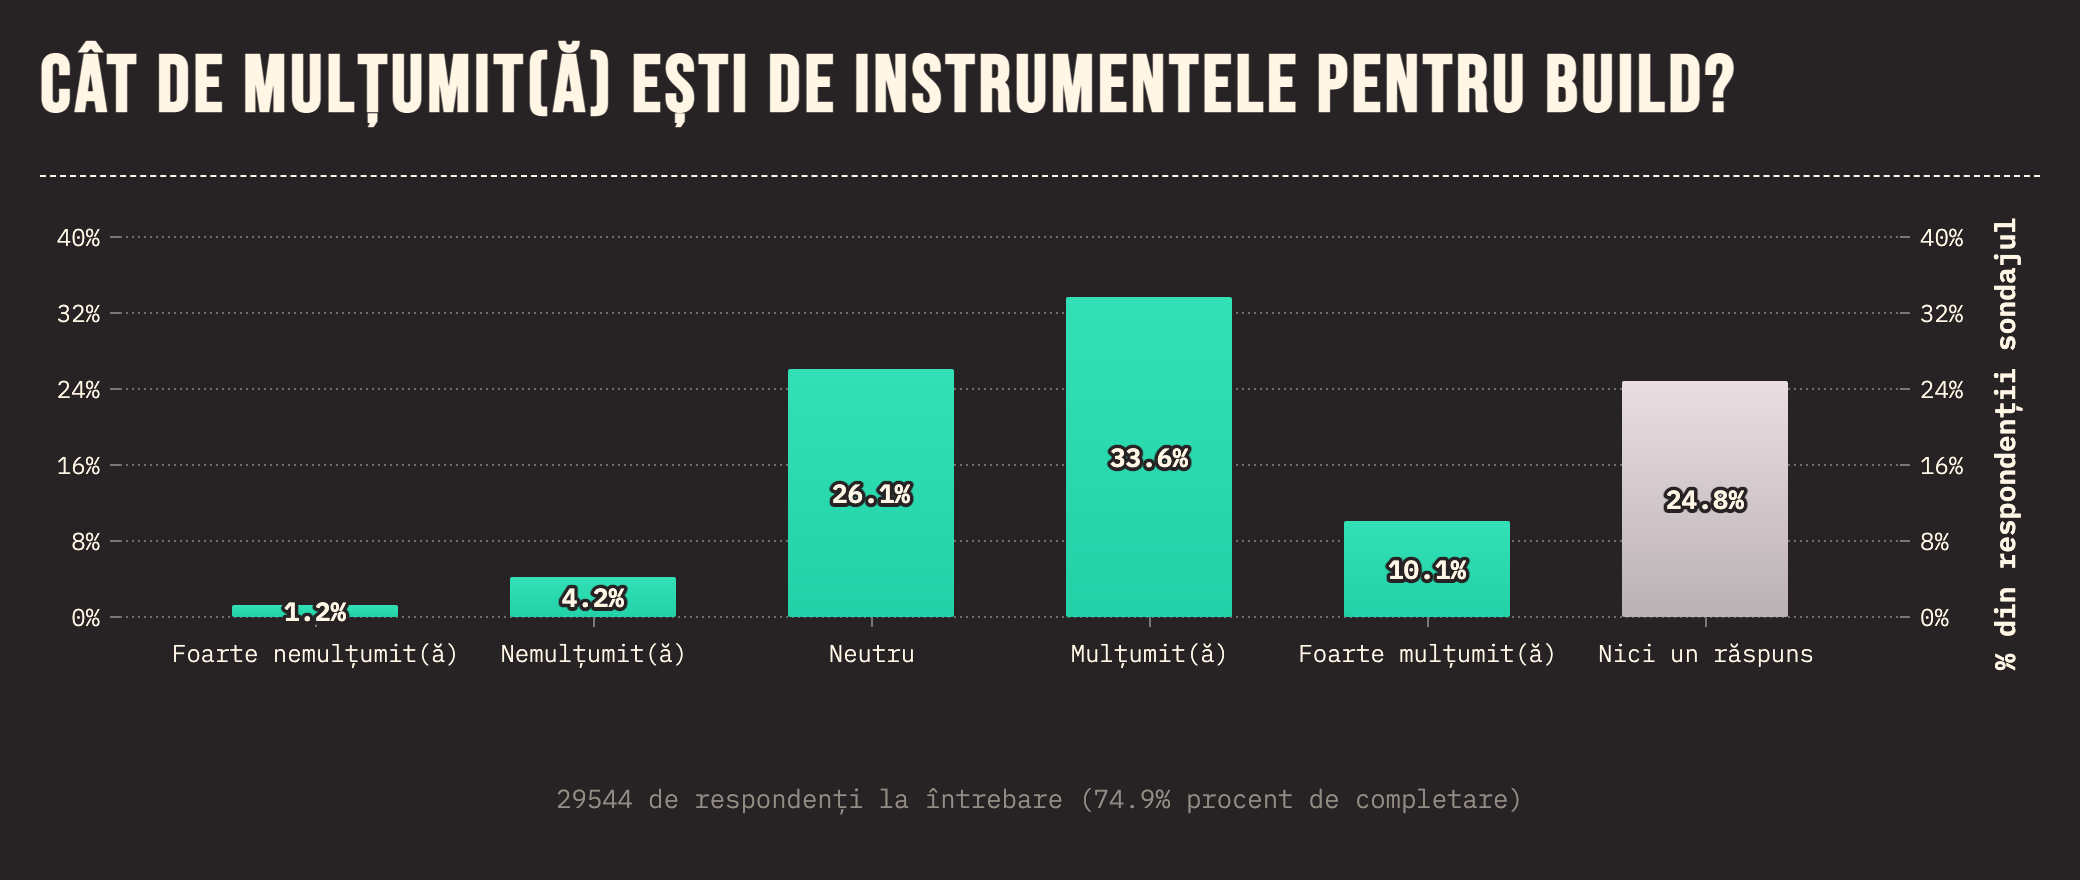 CÂT DE MULȚUMIT(Ă) EȘTI DE INSTRUMENTELE PENTRU BUILD?
40%
32%
24%
16%
8%
0%
40%
32%
24%
16%
8%
0%
% din respondenții sondajul
1.2%
4.2%
26.1%
33.6%
10.1%
24.8%
Foarte nemulțumit(ă)
Nemulțumit(ă)
Neutru
Mulțumit(ă)
Foarte mulțumit(ă)
Nici un răspuns
29544 de respondenți la întrebare (74.9% procent de completare)